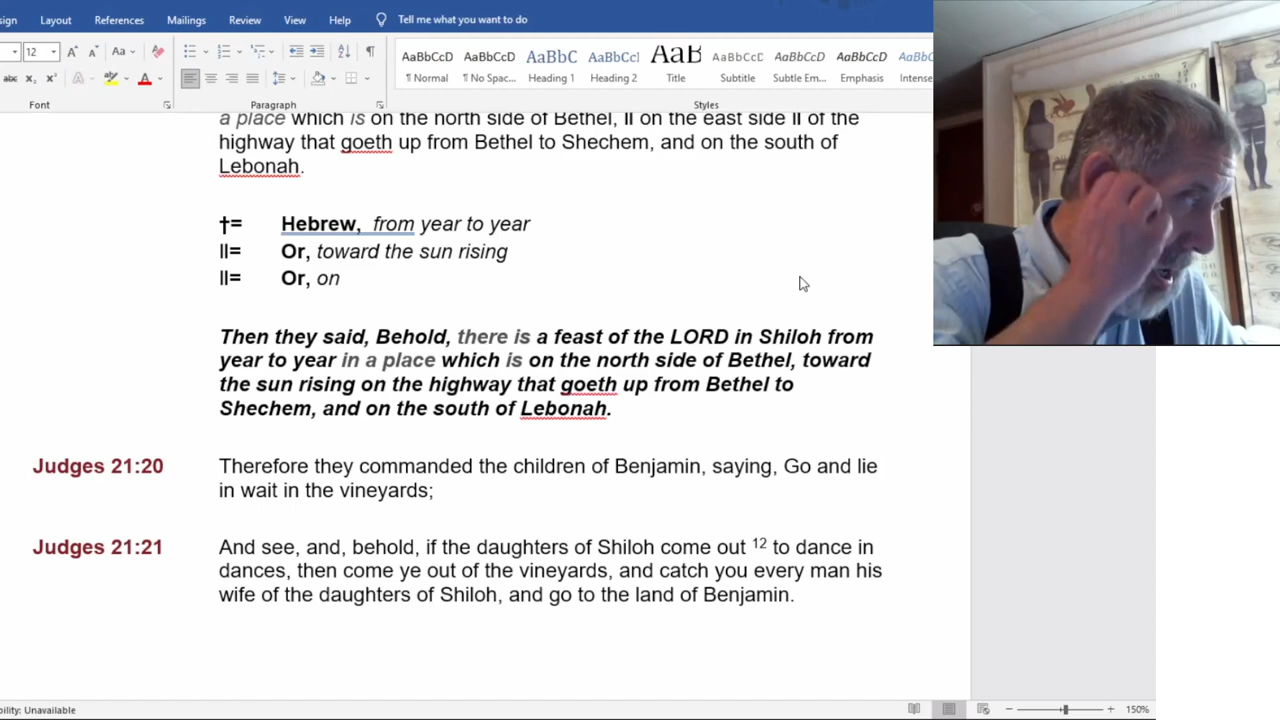 sign Layout References Mailings Review View Help Tell me what you want to do
12 Aa
abc x₂ x² A A
Font Paragraph Styles
AaBbCcD AaBbCcD AaBbC AaBbCcl AaB AaBbCcD AaBbCcD AaBbCcD AaBbC
¶ Normal ¶ No Spac... Heading 1 Heading 2 Title Subtitle Subtle Em... Emphasis Intense
a place which is on the north side of Bethel, ǁ on the east side ǁ of the
highway that goeth up from Bethel to Shechem, and on the south of
Lebonah.
†= Hebrew, from year to year
ǁ= Or, toward the sun rising
ǁ= Or, on
Then they said, Behold, there is a feast of the LORD in Shiloh from
year to year in a place which is on the north side of Bethel, toward
the sun rising on the highway that goeth up from Bethel to
Shechem, and on the south of Lebonah.
Judges 21:20 Therefore they commanded the children of Benjamin, saying, Go and lie
in wait in the vineyards;
Judges 21:21 And see, and, behold, if the daughters of Shiloh come out 12 to dance in
dances, then come ye out of the vineyards, and catch you every man his
wife of the daughters of Shiloh, and go to the land of Benjamin.
bility: Unavailable 150%